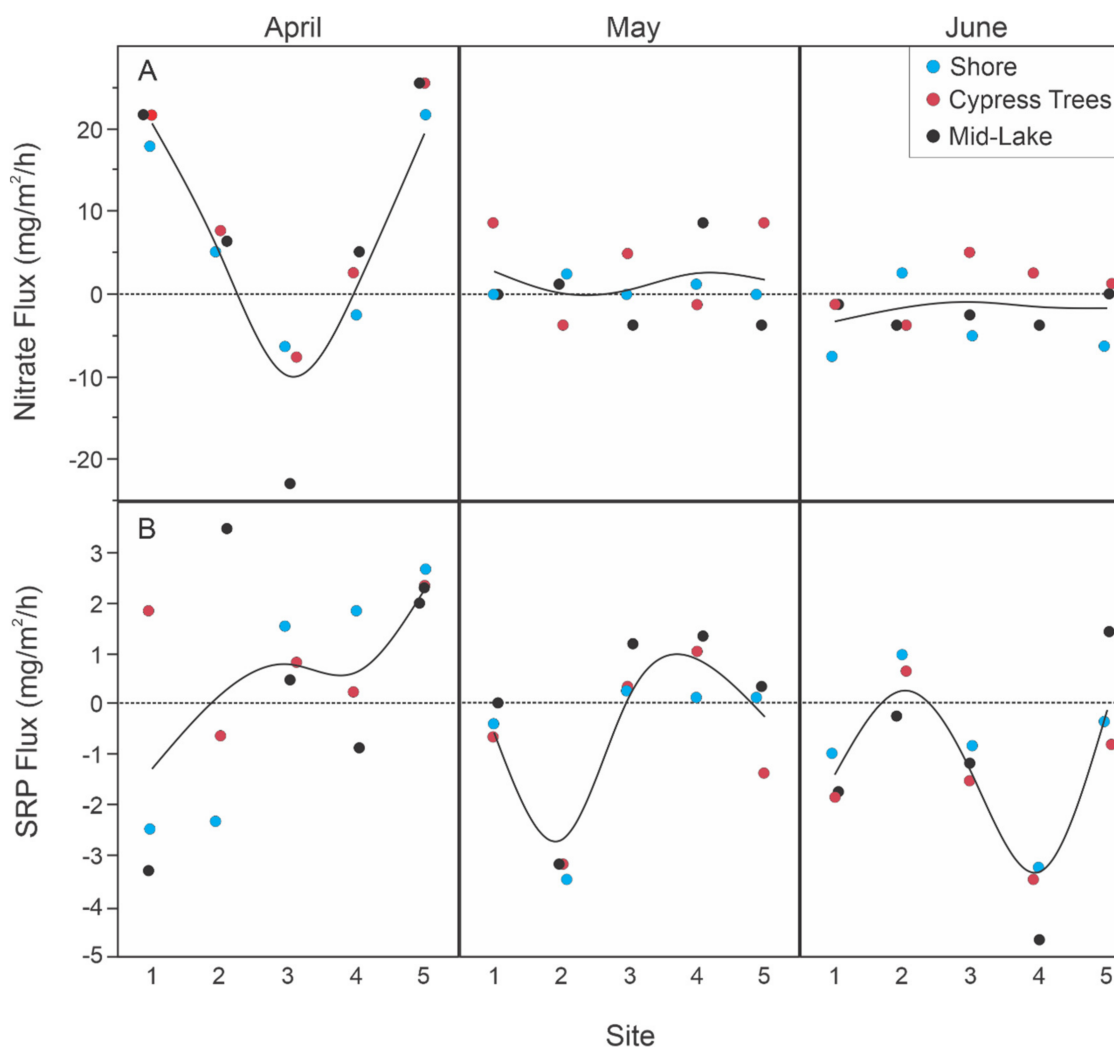 April May June
A
Shore
Cypress Trees
Mid-Lake
Nitrate Flux (mg/m²/h)
20
10
0
-10
-20
B
SRP Flux (mg/m²/h)
3
2
1
0
-1
-2
-3
-4
-5
1 2 3 4 5 1 2 3 4 5 1 2 3 4 5
Site